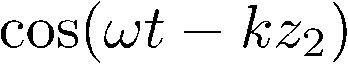 cos(ωt − kz₂)